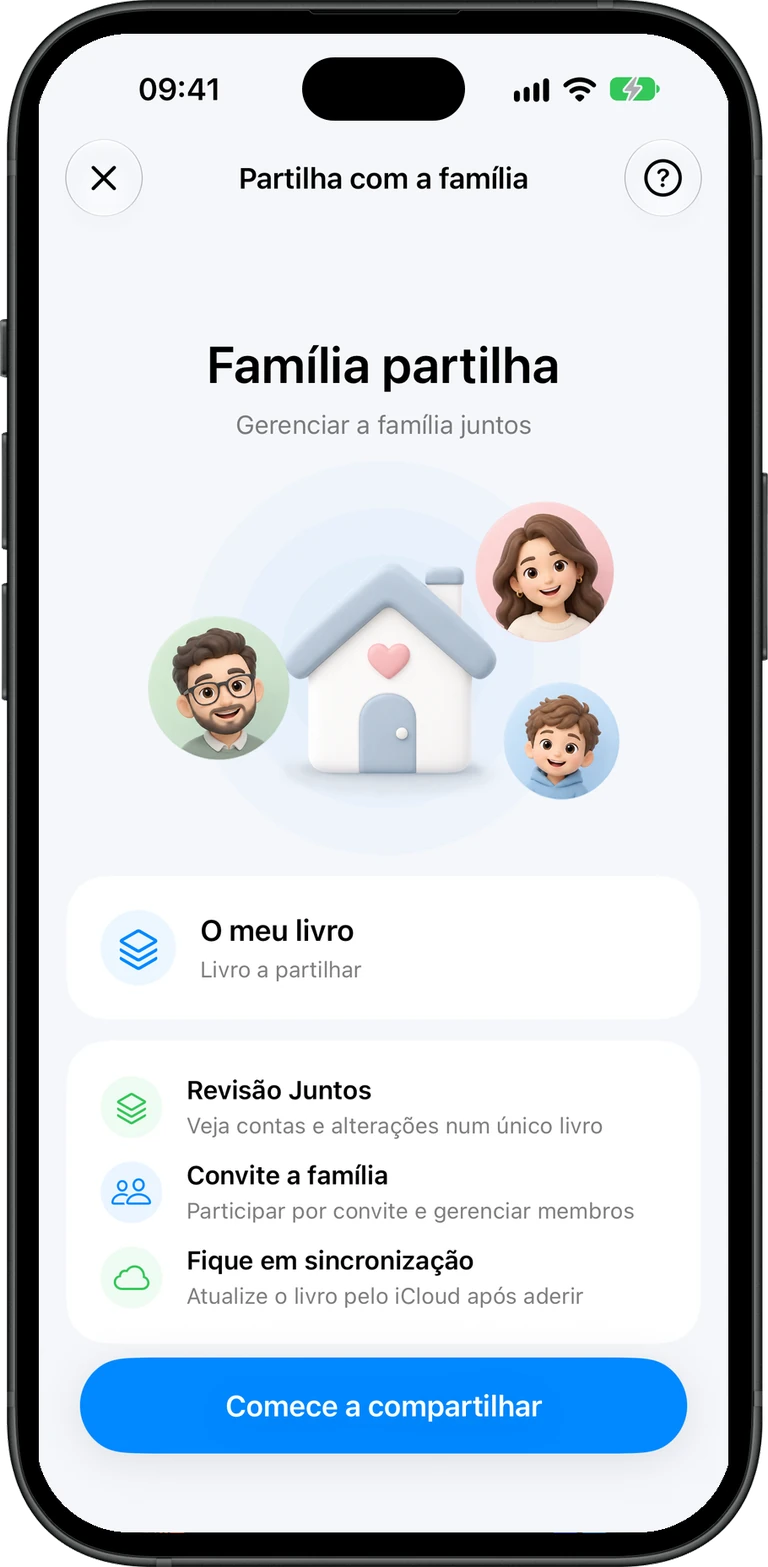 09:41
Partilha com a família
?
Família partilha
Gerenciar a família juntos
O meu livro
Livro a partilhar
Revisão Juntos
Veja contas e alterações num único livro
Convite a família
Participar por convite e gerenciar membros
Fique em sincronização
Atualize o livro pelo iCloud após aderir
Comece a compartilhar